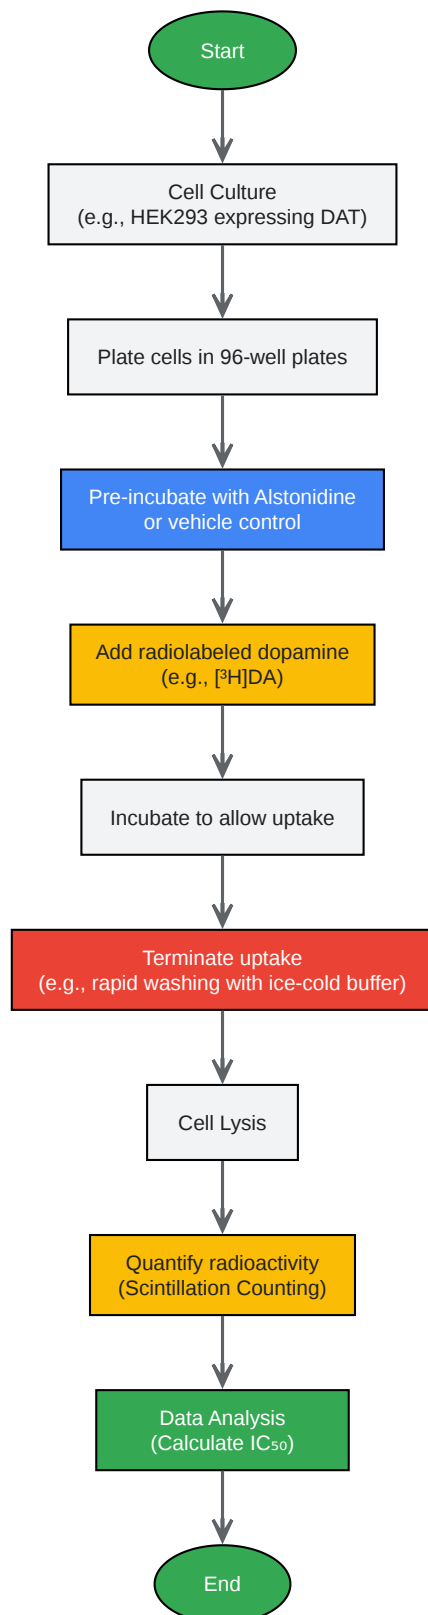 Start
Cell Culture
(e.g., HEK293 expressing DAT)
Plate cells in 96-well plates
Pre-incubate with Alstonidine
or vehicle control
Add radiolabeled dopamine
(e.g., [³H]DA)
Incubate to allow uptake
Terminate uptake
(e.g., rapid washing with ice-cold buffer)
Cell Lysis
Quantify radioactivity
(Scintillation Counting)
Data Analysis
(Calculate IC₅₀)
End